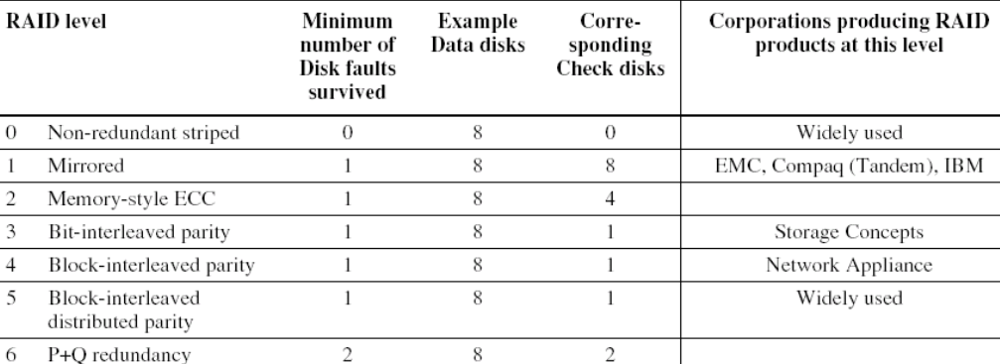 RAID level Minimum number of Disk faults survived Example Data disks Corre-sponding Check disks Corporations producing RAID products at this level
0 Non-redundant striped 0 8 0 Widely used
1 Mirrored 1 8 8 EMC, Compaq (Tandem), IBM
2 Memory-style ECC 1 8 4
3 Bit-interleaved parity 1 8 1 Storage Concepts
4 Block-interleaved parity 1 8 1 Network Appliance
5 Block-interleaved distributed parity 1 8 1 Widely used
6 P+Q redundancy 2 8 2